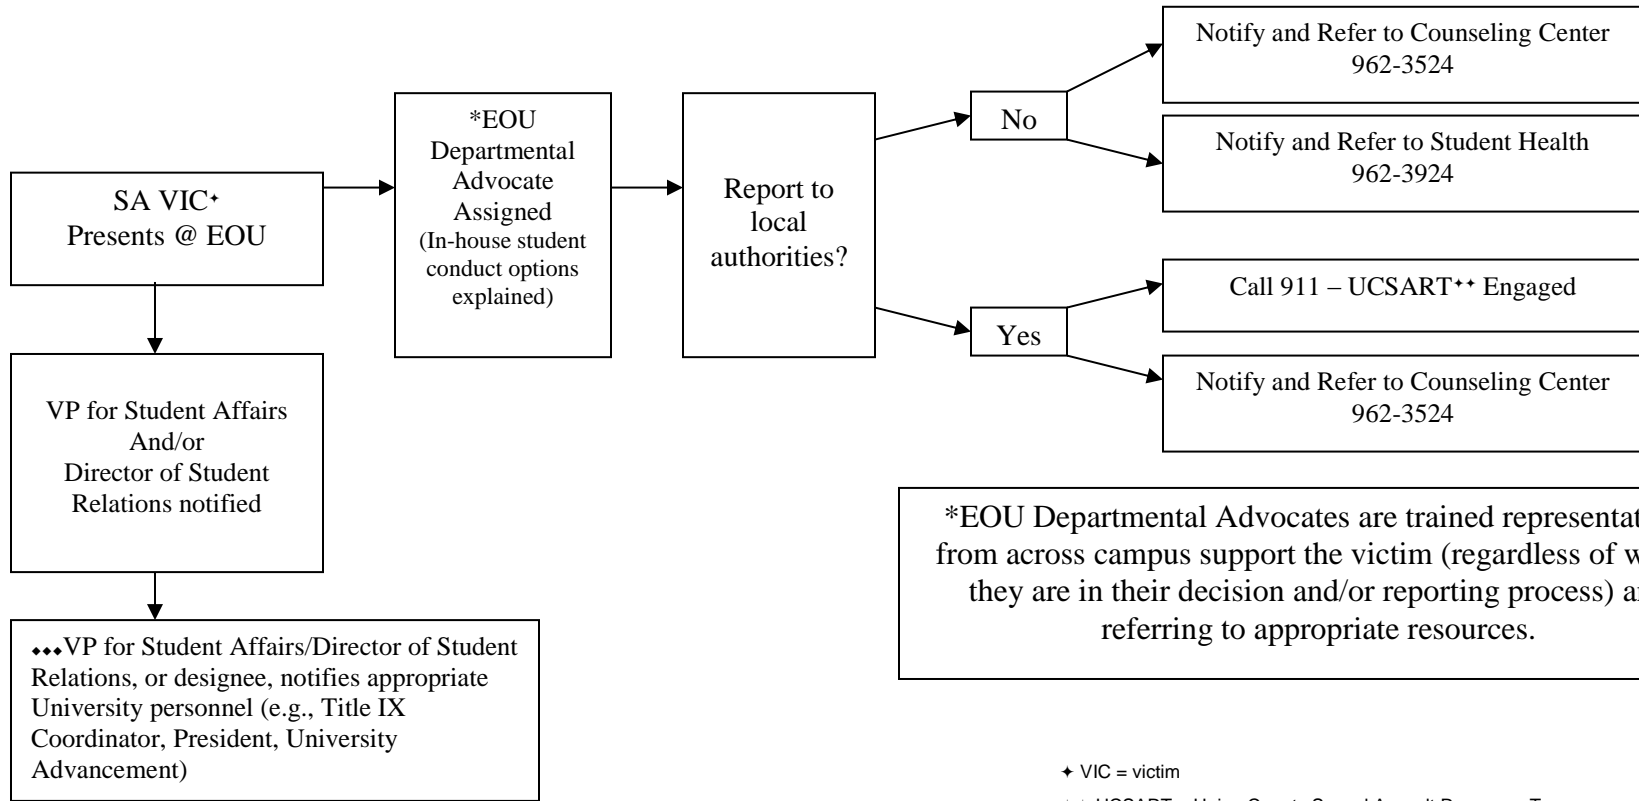 SA VIC✦
Presents @ EOU
*EOU
Departmental
Advocate
Assigned
(In-house student
conduct options
explained)
Report to
local
authorities?
No
Notify and Refer to Counseling Center
962-3524
Notify and Refer to Student Health
962-3924
Yes
Call 911 – UCSART✦✦ Engaged
Notify and Refer to Counseling Center
962-3524
VP for Student Affairs
And/or
Director of Student
Relations notified
◆◆◆VP for Student Affairs/Director of Student
Relations, or designee, notifies appropriate
University personnel (e.g., Title IX
Coordinator, President, University
Advancement)
*EOU Departmental Advocates are trained
from across campus support the victim (regardless of
they are in their decision and/or reporting process)
referring to appropriate resources.
✦ VIC = victim